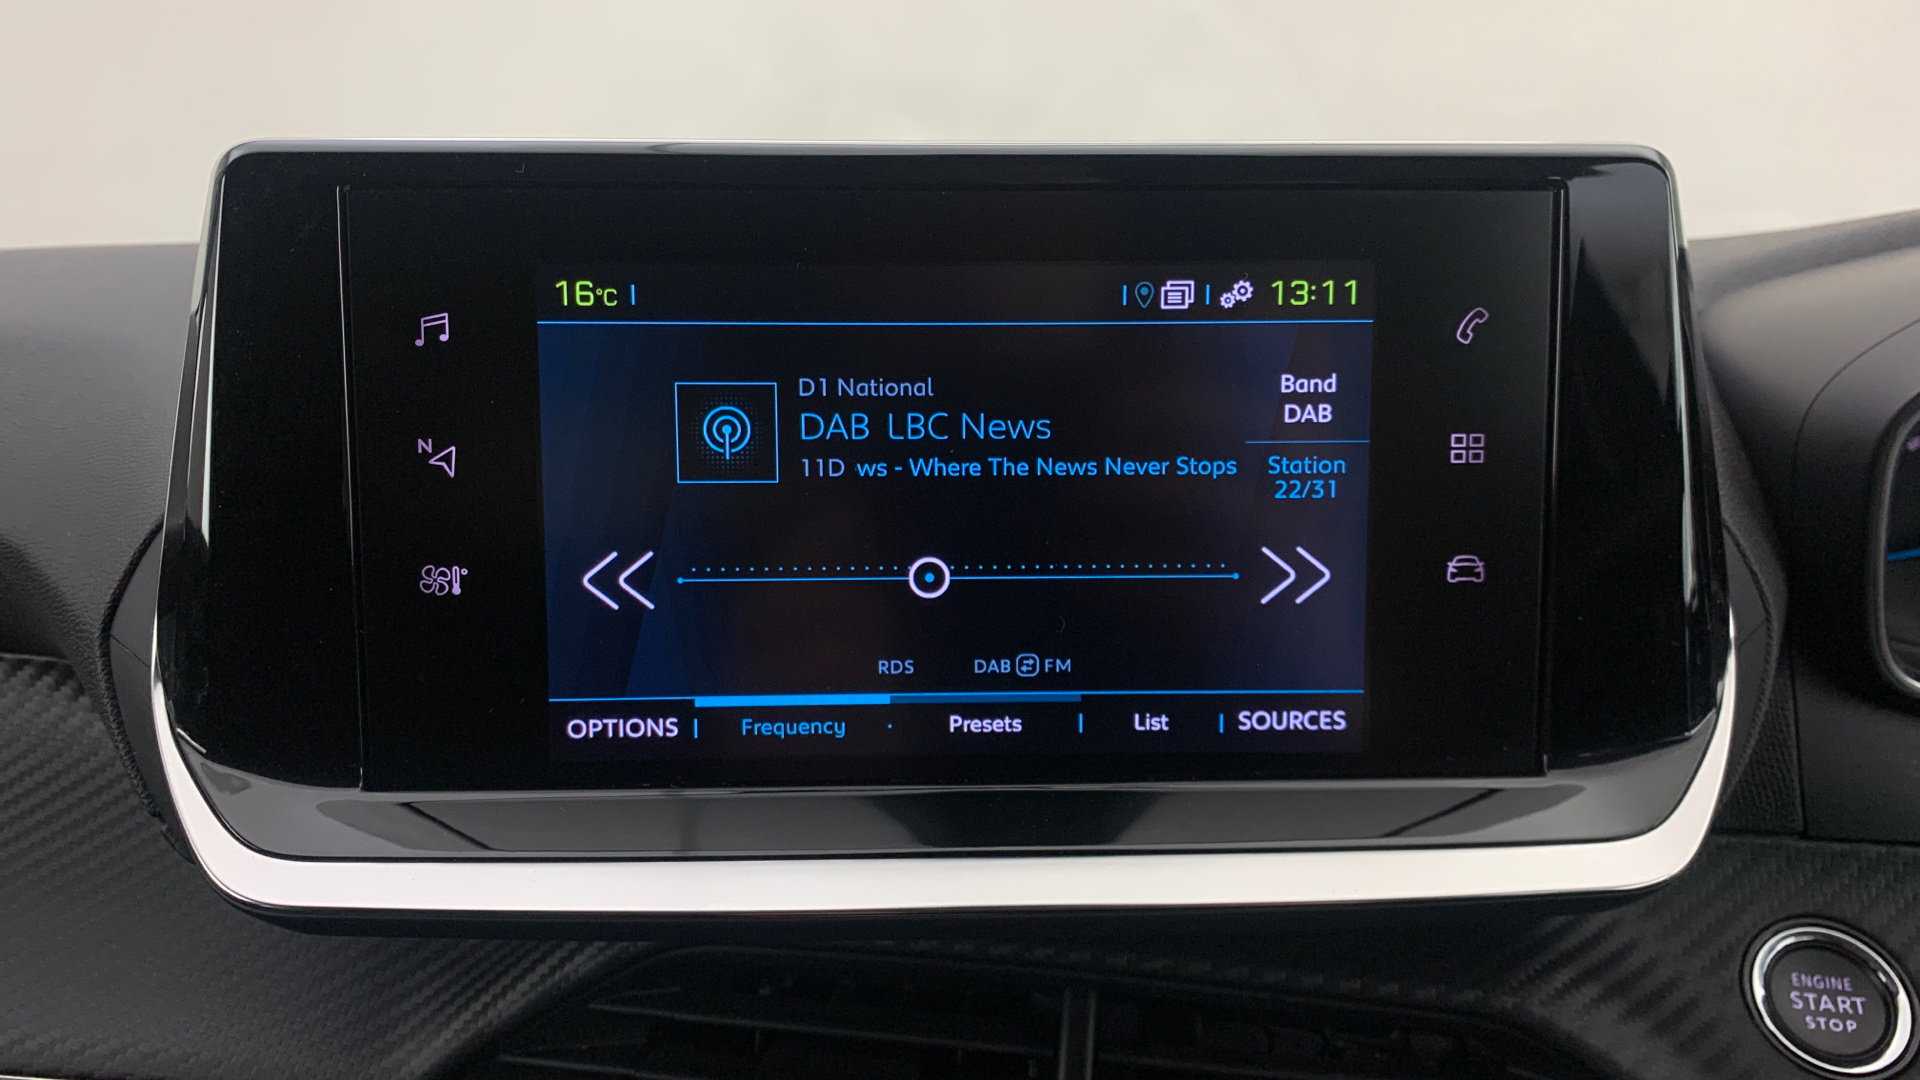 16°C 13:11
D1 National
DAB LBC News
11D ws - Where The News Never Stops
Band
DAB
Station
22/31
N
RDS DAB FM
OPTIONS Frequency Presets List SOURCES
ENGINE
START
STOP